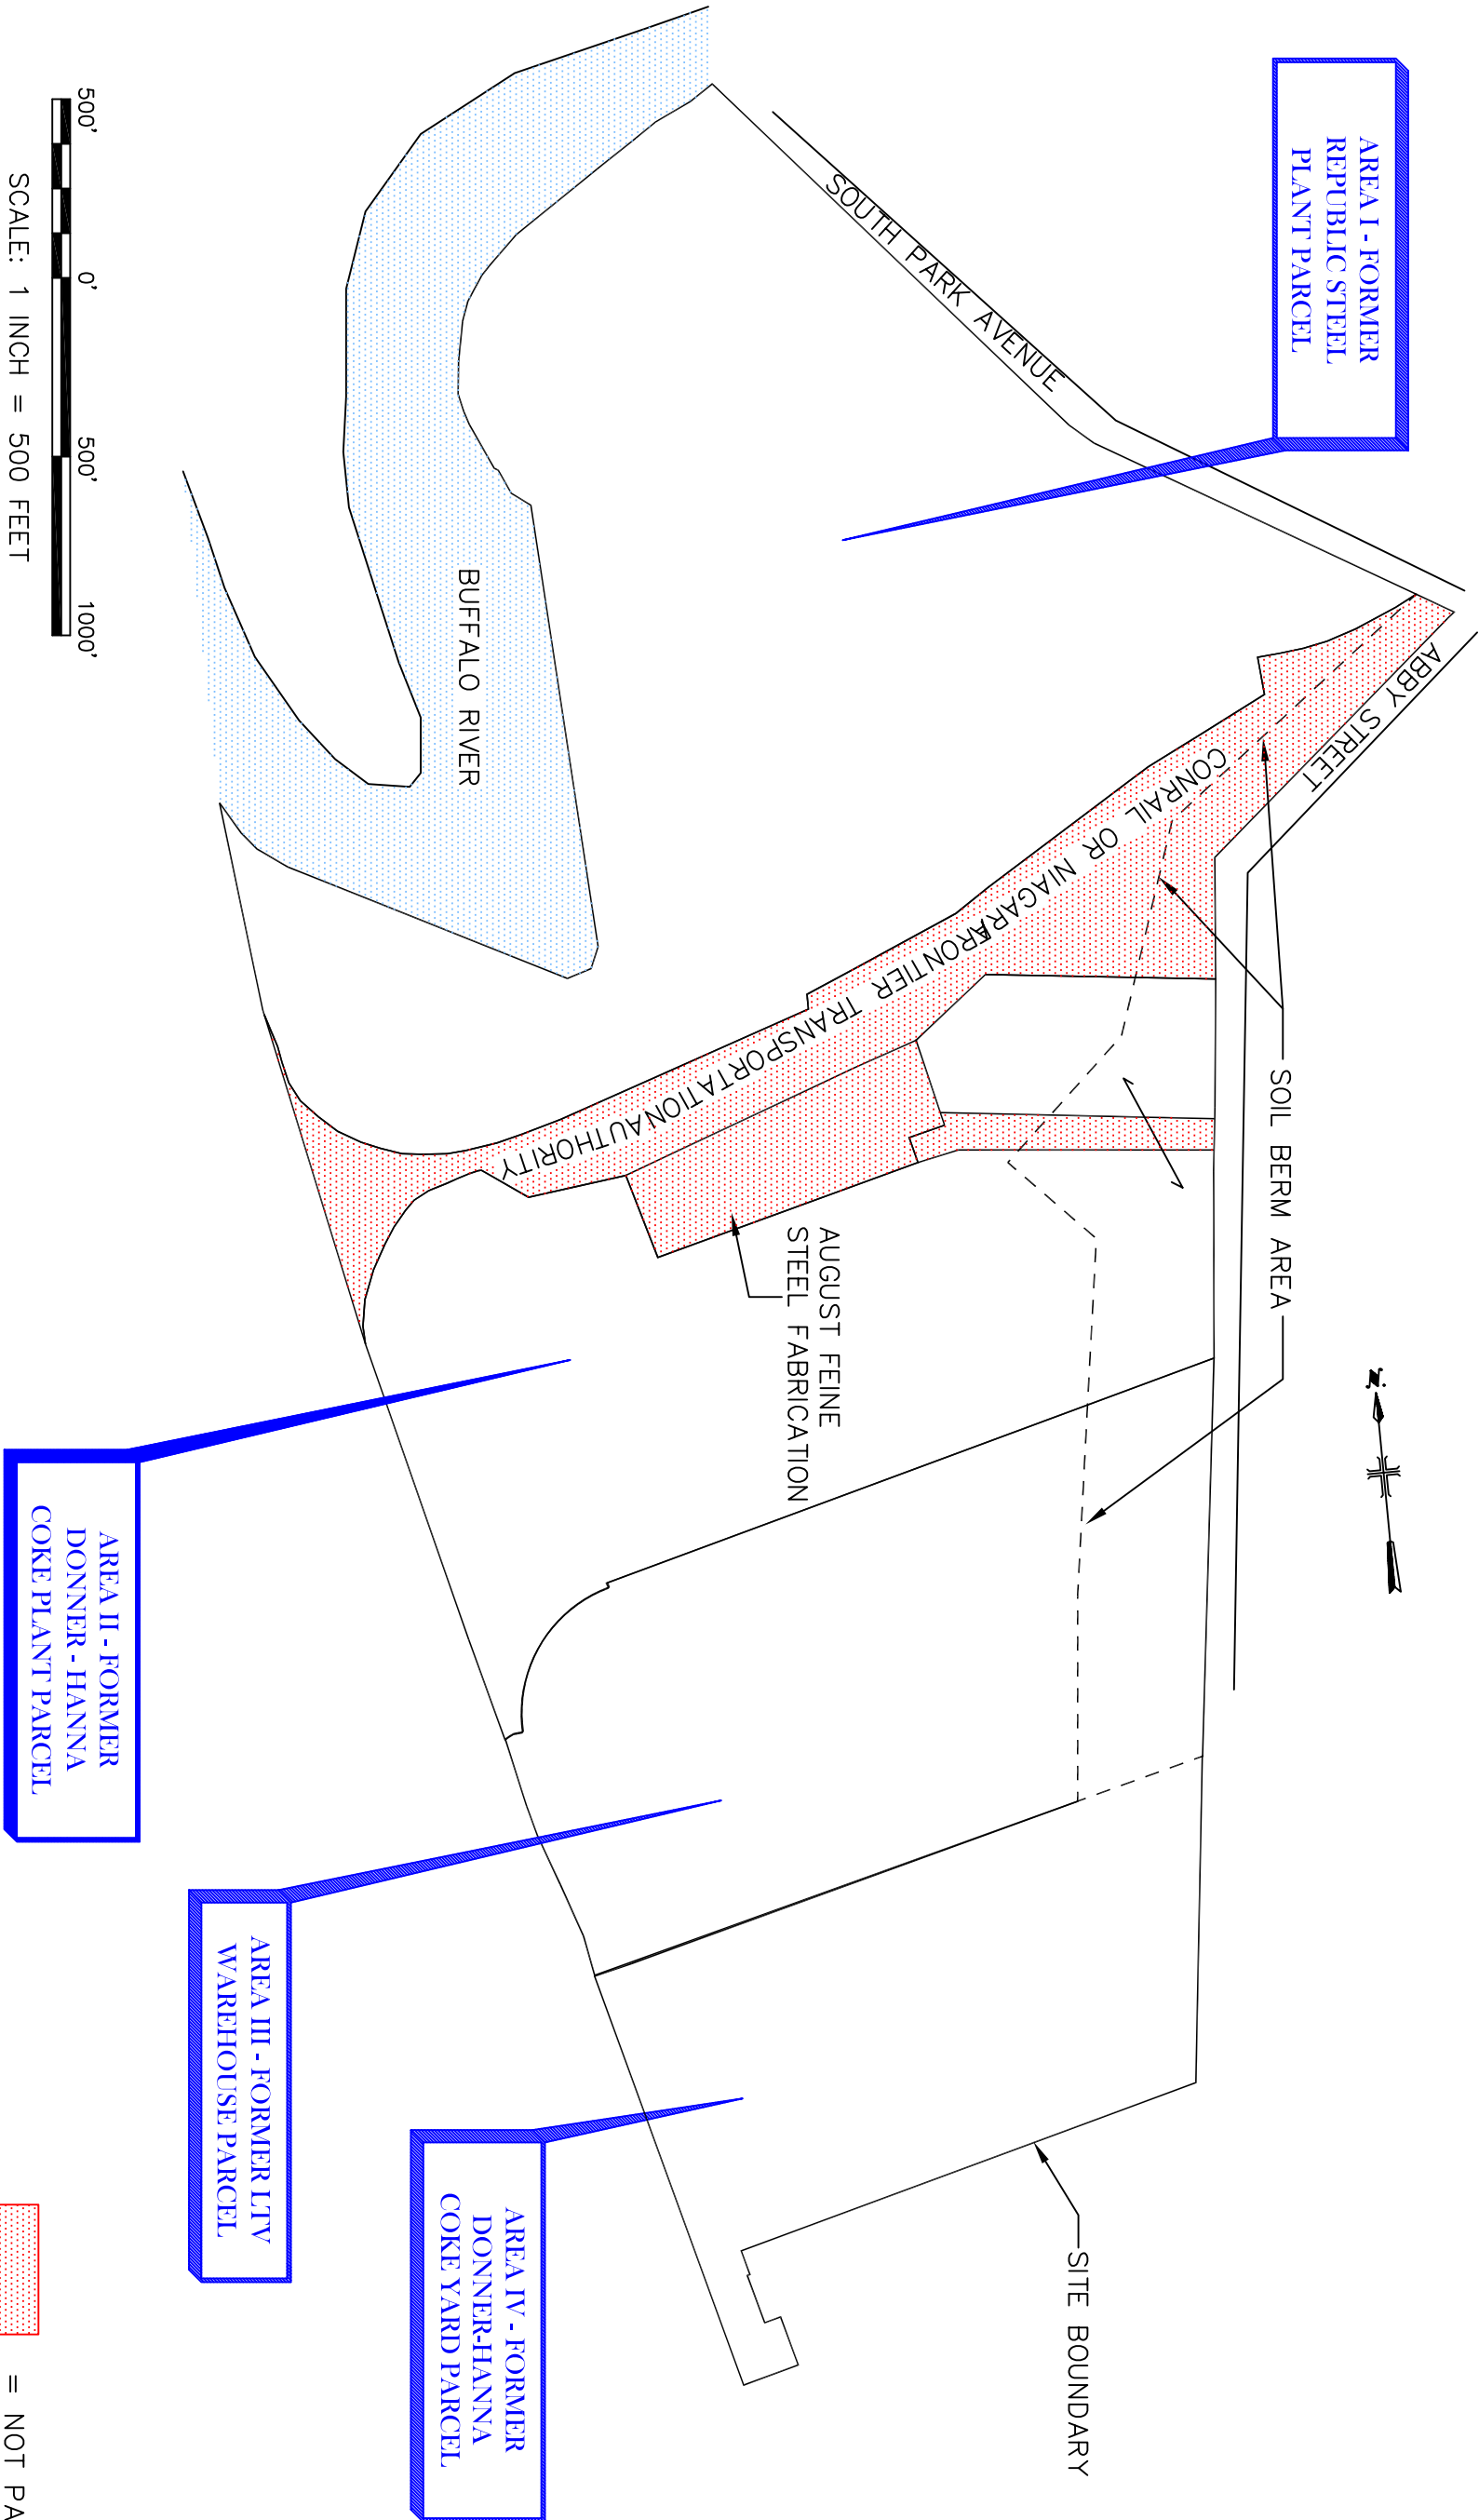 AREA I - FORMER
REPUBLIC STEEL
PLANT PARCEL
SOUTH PARK AVENUE
ABBY STREET
SOIL BERM AREA
N.
SITE BOUNDARY
CONRAIL OR NIAGARA
FRONTIER TRANSPORTATION AUTHORITY
AUGUST FEINE
STEEL FABRICATION
BUFFALO RIVER
AREA IV - FORMER
DONNER-HANNA
COKE YARD PARCEL
AREA III - FORMER LTV
WAREHOUSE PARCEL
AREA II - FORMER
DONNER - HANNA
COKE PLANT PARCEL
500' 0' 500' 1000'
SCALE: 1 INCH = 500 FEET
= NOT PA